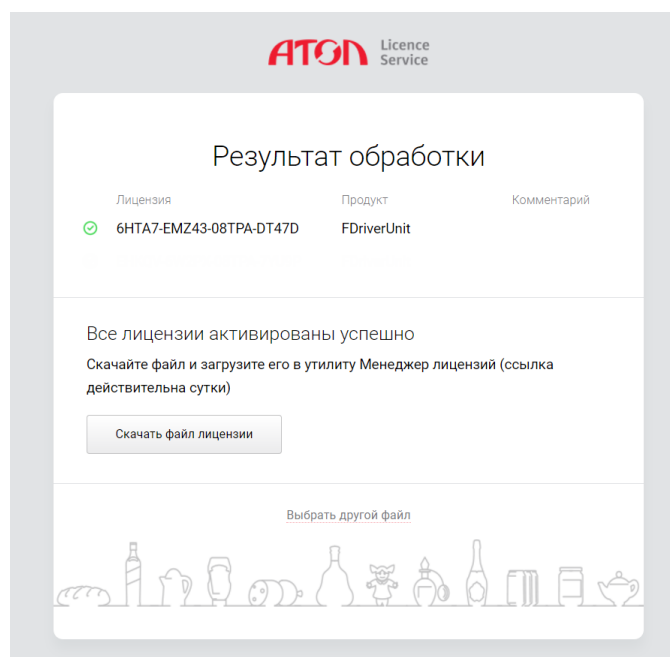 АТОЛ Licence
Service
Результат обработки
Лицензия Продукт Комментарий
6HTA7-EMZ43-08TPA-DT47D FDriverUnit
Все лицензии активированы успешно
Скачайте файл и загрузите его в утилиту Менеджер лицензий (ссылка
действительна сутки)
Скачать файл лицензии
Выбрать другой файл